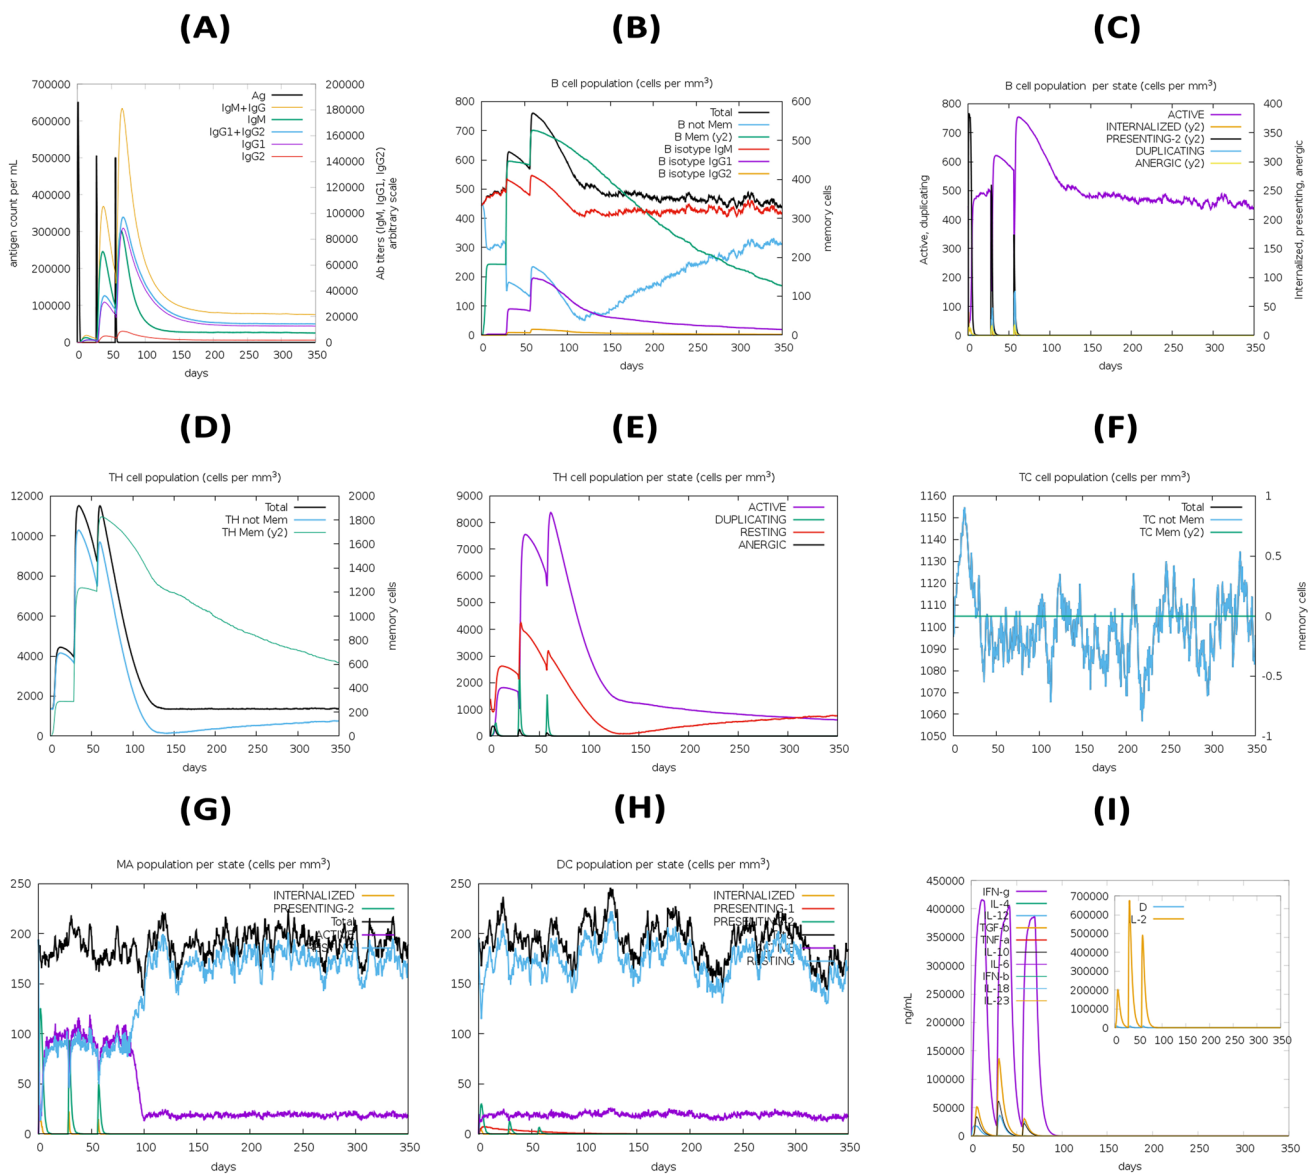 (A)
(B)
(C)
700000
600000
500000
400000
300000
200000
100000
0
antigen count per mL
200000
180000
160000
140000
120000
100000
80000
60000
40000
20000
0
Ab titers (IgM, IgG1, IgG2)
arbitrary scale
Ag
IgM+IgG
IgM
IgG1+IgG2
IgG1
IgG2
0 50 100 150 200 250 300 350
days
B cell population (cells per mm³)
800
700
600
500
400
300
200
100
0
600
500
400
300
200
100
0
memory cells
Total
B not Mem
B Mem (y2)
B isotype IgM
B isotype IgG1
B isotype IgG2
0 50 100 150 200 250 300 350
days
B cell population per state (cells per mm³)
Active, duplicating
800
700
600
500
400
300
200
100
0
400
350
300
250
200
150
100
50
0
Internalized, presenting, anergic
ACTIVE
INTERNALIZED (y2)
PRESENTING-2 (y2)
DUPLICATING
ANERGIC (y2)
0 50 100 150 200 250 300 350
days
(D)
(E)
(F)
TH cell population (cells per mm³)
12000
10000
8000
6000
4000
2000
0
2000
1800
1600
1400
1200
1000
800
600
400
200
0
memory cells
Total
TH not Mem
TH Mem (y2)
0 50 100 150 200 250 300 350
days
TH cell population per state (cells per mm³)
9000
8000
7000
6000
5000
4000
3000
2000
1000
0
ACTIVE
DUPLICATING
RESTING
ANERGIC
0 50 100 150 200 250 300 350
days
TC cell population (cells per mm³)
1160
1150
1140
1130
1120
1110
1100
1090
1080
1070
1060
1050
1
0.5
0
-0.5
-1
memory cells
Total
TC not Mem
TC Mem (y2)
0 50 100 150 200 250 300 350
days
(G)
(H)
(I)
MA population per state (cells per mm³)
250
200
150
100
50
0
INTERNALIZED
PRESENTING-2
Total
ACTIVE
0 50 100 150 200 250 300 350
days
DC population per state (cells per mm³)
250
200
150
100
50
0
INTERNALIZED
PRESENTING-1
RESTING
0 50 100 150 200 250 300 350
days
450000
400000
350000
300000
250000
200000
150000
100000
50000
0
ng/mL
IFN-g
IL-4
IL-12
TGF-b
TNF-a
IL-10
IL-6
IFN-b
IL-18
IL-23
700000
600000
500000
400000
300000
200000
100000
0
D
IL-2
0 50 100 150 200 250 300 350
0 50 100 150 200 250 300 350
days